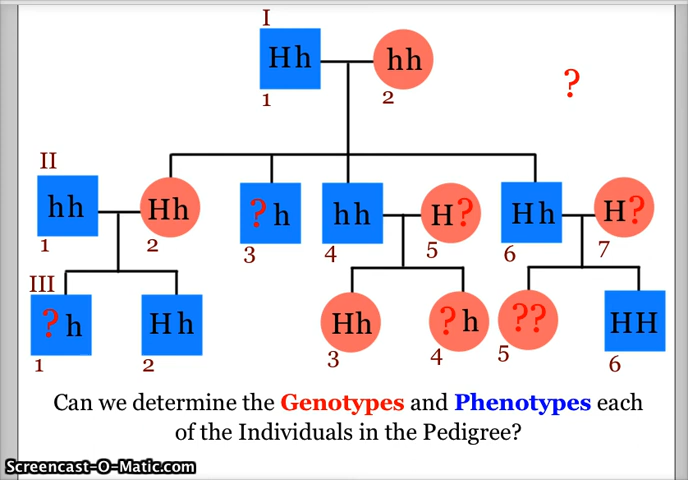 I
Hh
hh
?
1
2
II
hh
Hh
?h
hh
H?
Hh
H?
1
2
3
4
5
6
7
III
?h
Hh
Hh
?h
??
HH
1
2
3
4
5
6
Can we determine the Genotypes and Phenotypes each
of the Individuals in the Pedigree?
Screencast-O-Matic.com